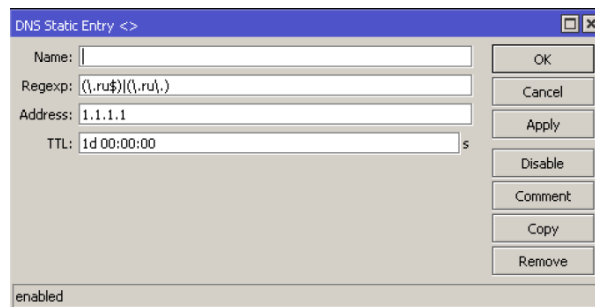 DNS Static Entry <>
Name:
Regexp: (\.ru$)|(\.ru\.)
Address: 1.1.1.1
TTL: 1d 00:00:00 s
OK
Cancel
Apply
Disable
Comment
Copy
Remove
enabled